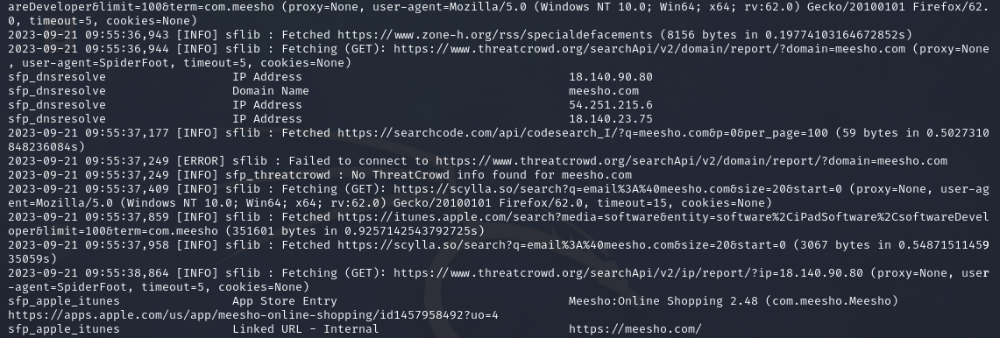 areDeveloper&limit=100&term=com.meesho (proxy=None, user-agent=Mozilla/5.0 (Windows NT 10.0; Win64; x64; rv:62.0) Gecko/20100101 Firefox/62.
0, timeout=5, cookies=None)
2023-09-21 09:55:36,943 [INFO] sflib : Fetched https://www.zone-h.org/rss/specialdefacements (8156 bytes in 0.19774103164672852s)
2023-09-21 09:55:36,944 [INFO] sflib : Fetching (GET): https://www.threatcrowd.org/searchApi/v2/domain/report/?domain=meesho.com (proxy=None
, user-agent=SpiderFoot, timeout=5, cookies=None)
sfp_dnsresolve IP Address 18.140.90.80
sfp_dnsresolve Domain Name meesho.com
sfp_dnsresolve IP Address 54.251.215.6
sfp_dnsresolve IP Address 18.140.23.75
2023-09-21 09:55:37,177 [INFO] sflib : Fetched https://searchcode.com/api/codesearch_I/?q=meesho.com&p=0&per_page=100 (59 bytes in 0.5027310
848236084s)
2023-09-21 09:55:37,249 [ERROR] sflib : Failed to connect to https://www.threatcrowd.org/searchApi/v2/domain/report/?domain=meesho.com
2023-09-21 09:55:37,249 [INFO] sfp_threatcrowd : No ThreatCrowd info found for meesho.com
2023-09-21 09:55:37,409 [INFO] sflib : Fetching (GET): https://scylla.so/search?q=email%3A%40meesho.com&size=20&start=0 (proxy=None, user-ag
ent=Mozilla/5.0 (Windows NT 10.0; Win64; x64; rv:62.0) Gecko/20100101 Firefox/62.0, timeout=15, cookies=None)
2023-09-21 09:55:37,859 [INFO] sflib : Fetched https://itunes.apple.com/search?media=software&entity=software%2CiPadSoftware%2CsoftwareDevel
oper&limit=100&term=com.meesho (351601 bytes in 0.9257142543792725s)
2023-09-21 09:55:37,958 [INFO] sflib : Fetched https://scylla.so/search?q=email%3A%40meesho.com&size=20&start=0 (3067 bytes in 0.54871511459
35059s)
2023-09-21 09:55:38,864 [INFO] sflib : Fetching (GET): https://www.threatcrowd.org/searchApi/v2/ip/report/?ip=18.140.90.80 (proxy=None, user
-agent=SpiderFoot, timeout=5, cookies=None)
sfp_apple_itunes App Store Entry Meesho:Online Shopping 2.48 (com.meesho.Meesho)
https://apps.apple.com/us/app/meesho-online-shopping/id1457958492?uo=4
sfp_apple_itunes Linked URL - Internal https://meesho.com/